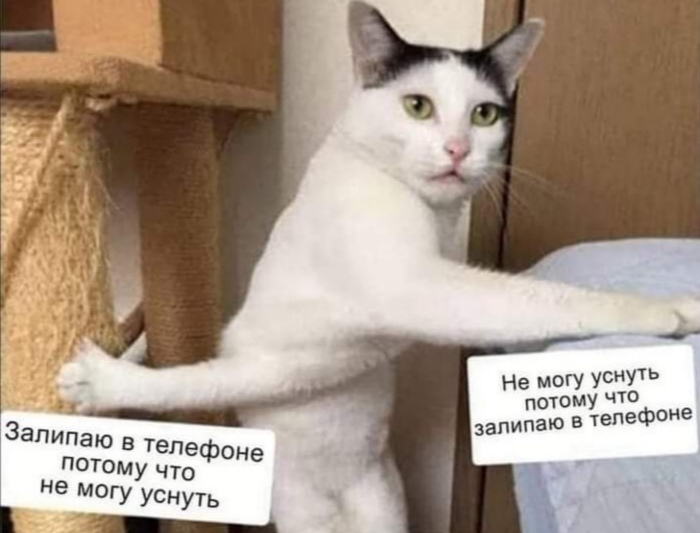 Залипаю в телефоне
потому что
не могу уснуть
Не могу уснуть
потому что
залипаю в телефоне